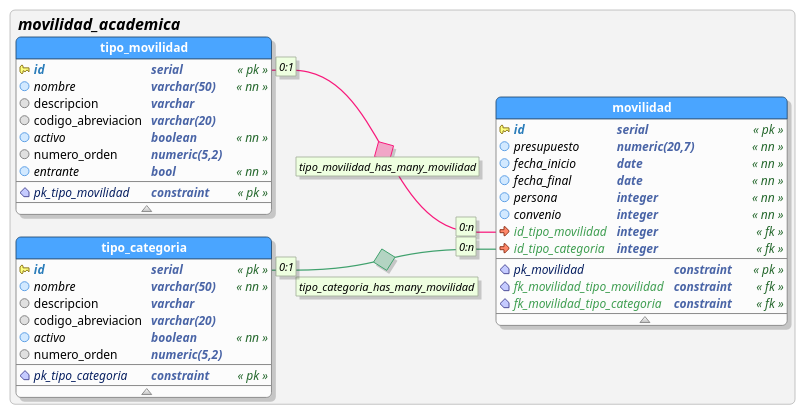 movilidad_academica
tipo_movilidad
id serial « pk »
nombre varchar(50) « nn »
descripcion varchar
codigo_abreviacion varchar(20)
activo boolean « nn »
numero_orden numeric(5,2)
entrante bool « nn »
pk_tipo_movilidad constraint « pk »
0:1
tipo_movilidad_has_many_movilidad
0:n
tipo_categoria
id serial « pk »
nombre varchar(50) « nn »
descripcion varchar
codigo_abreviacion varchar(20)
activo boolean « nn »
numero_orden numeric(5,2)
pk_tipo_categoria constraint « pk »
0:1
tipo_categoria_has_many_movilidad
0:n
movilidad
id serial « pk »
presupuesto numeric(20,7) « nn »
fecha_inicio date « nn »
fecha_final date « nn »
persona integer « nn »
convenio integer « nn »
id_tipo_movilidad integer « fk »
id_tipo_categoria integer « fk »
pk_movilidad constraint « pk »
fk_movilidad_tipo_movilidad constraint « fk »
fk_movilidad_tipo_categoria constraint « fk »